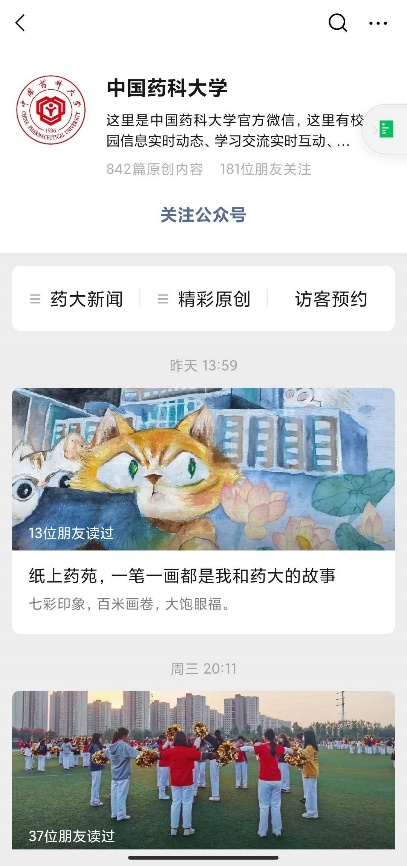 中国药科大学
这里是中国药科大学官方微信，这里有校
园信息实时动态、学习交流实时互动、...
842篇原创内容 181位朋友关注
关注公众号
药大新闻 精彩原创 访客预约
昨天 13:59
13位朋友读过
纸上药苑，一笔一画都是我和药大的故事
七彩印象，百米画卷，大饱眼福。
周三 20:11
37位朋友读过